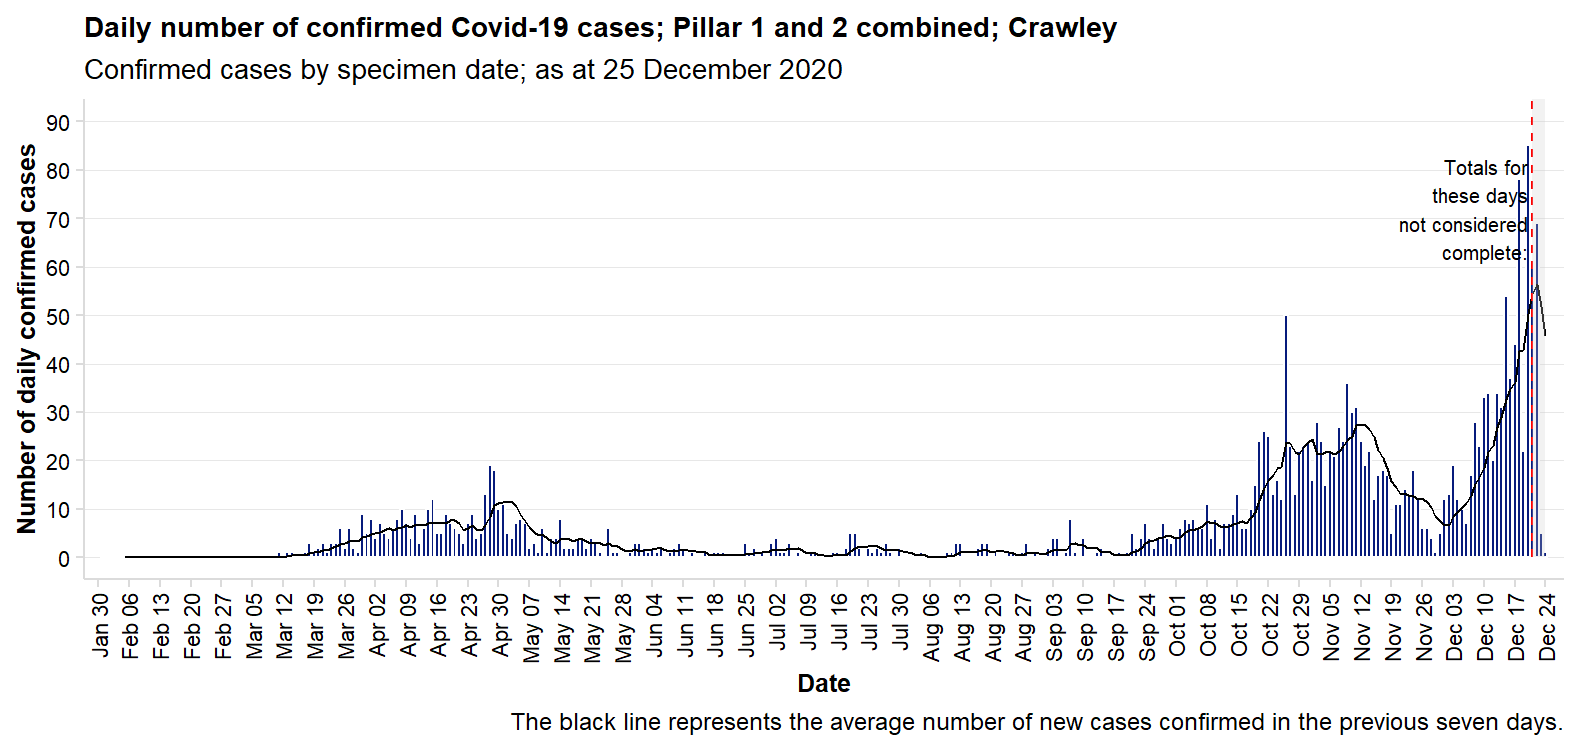 Daily number of confirmed Covid-19 cases; Pillar 1 and 2 combined; Crawley
Confirmed cases by specimen date; as at 25 December 2020
Number of daily confirmed cases
90
80
70
60
50
40
30
20
10
0
Totals for
these days
not considered
complete:
Jan 30
Feb 06
Feb 13
Feb 20
Feb 27
Mar 05
Mar 12
Mar 19
Mar 26
Apr 02
Apr 09
Apr 16
Apr 23
Apr 30
May 07
May 14
May 21
May 28
Jun 04
Jun 11
Jun 18
Jun 25
Jul 02
Jul 09
Jul 16
Jul 23
Jul 30
Aug 06
Aug 13
Aug 20
Aug 27
Sep 03
Sep 10
Sep 17
Sep 24
Oct 01
Oct 08
Oct 15
Oct 22
Oct 29
Nov 05
Nov 12
Nov 19
Nov 26
Dec 03
Dec 10
Dec 17
Dec 24
Date
The black line represents the average number of new cases confirmed in the previous seven days.